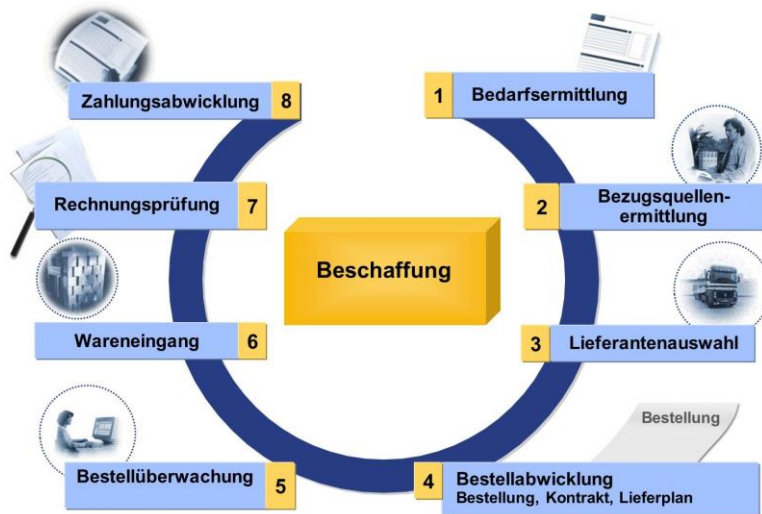 1 Bedarfsermittlung
2 Bezugsquellen-
ermittlung
3 Lieferantenauswahl
Bestellung
4 Bestellabwicklung
Bestellung, Kontrakt, Lieferplan
Bestellüberwachung 5
Wareneingang 6
Rechnungsprüfung 7
Zahlungsabwicklung 8
Beschaffung